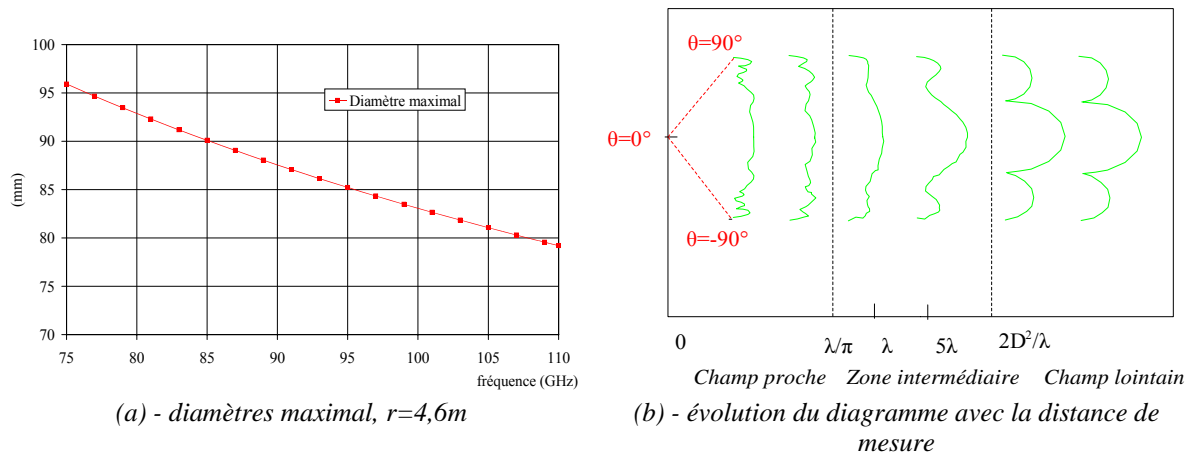 100
95
90
85
80
75
70
(mm)
Diamètre maximal
75 80 85 90 95 100 105 110
fréquence (GHz)
(a) - diamètres maximal, r=4,6m
θ=90°
θ=0°
θ=-90°
0 λ/π λ 5λ 2D²/λ
Champ proche Zone intermédiaire Champ lointain
(b) - évolution du diagramme avec la distance de
mesure